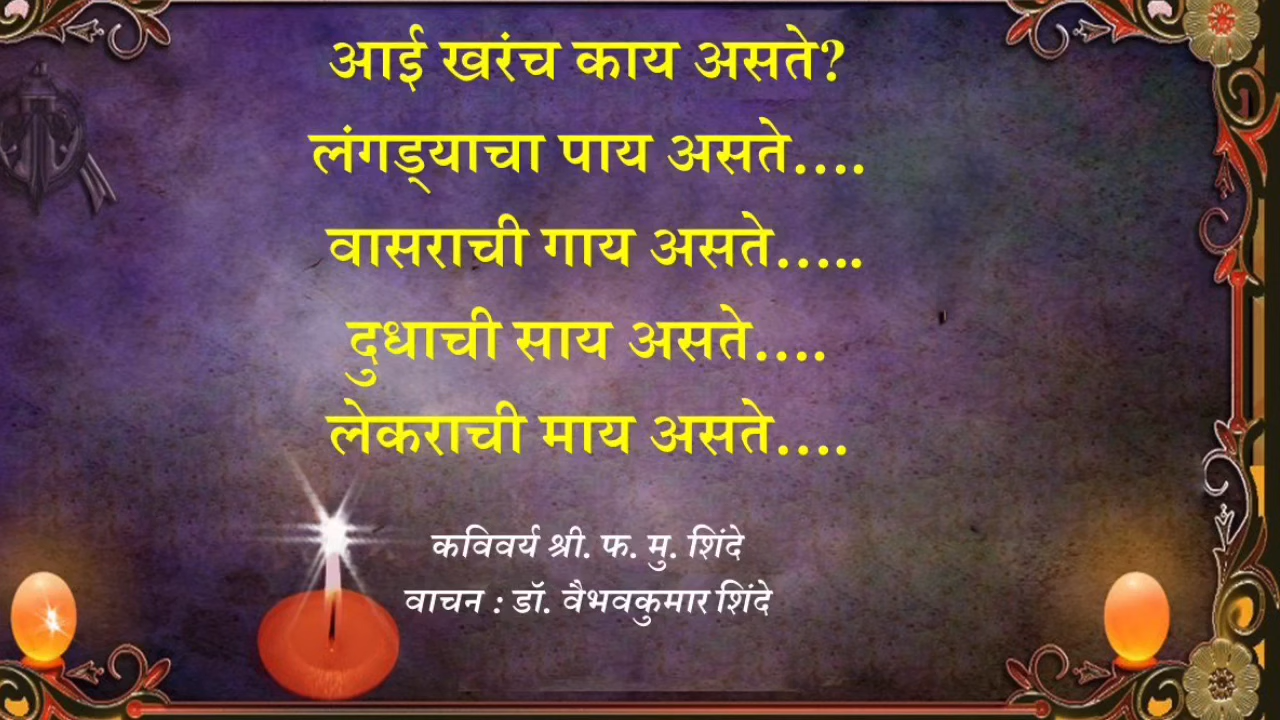 आई खरंच काय असते?
लंगड्याचा पाय असते....
वासराची गाय असते.....
दुधाची साय असते....
लेकराची माय असते....
कविवर्य श्री. फ. मु. शिंदे
वाचन : डॉ. वैभवकुमार शिंदे